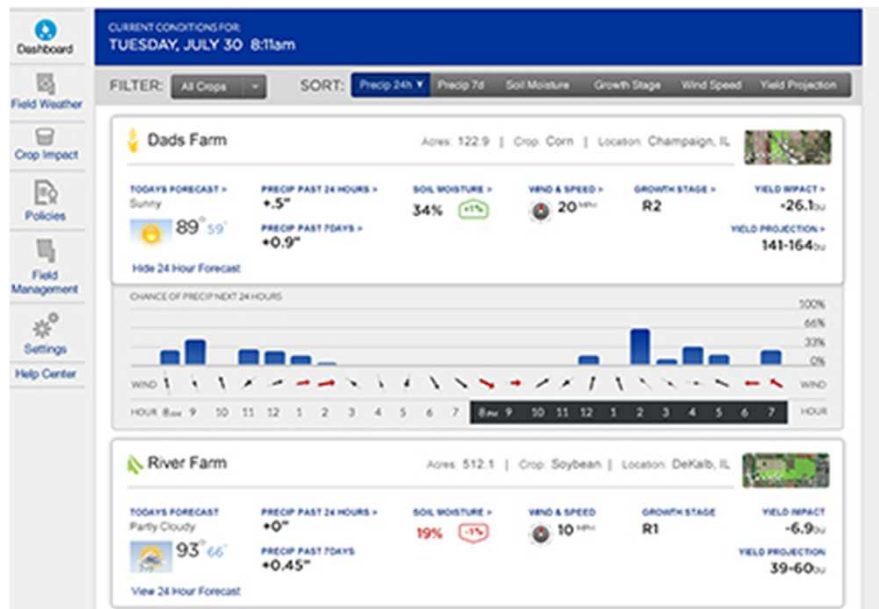 Dashboard
Field Weather
Crop Impact
Policies
Field
Management
Settings
Help Center
CURRENT CONDITIONS FOR:
TUESDAY, JULY 30 8:11am
FILTER: All Crops SORT: Precip 24h ▼ Precip 7d Soil Moisture Growth Stage Wind Speed Yield Projection
Dads Farm Acres: 122.9 | Crop: Corn | Location: Champaign, IL
TODAYS FORECAST > PRECIP PAST 24 HOURS > SOIL MOISTURE > WIND & SPEED > GROWTH STAGE > YIELD IMPACT >
Sunny +.5" 34% +1% 20 MPH R2 -26.1bu
89° 59° PRECIP PAST 7DAYS > YIELD PROJECTION >
+0.9" 141-164bu
Hide 24 Hour Forecast
CHANCE OF PRECIP NEXT 24 HOURS
100%
66%
33%
0%
WIND WIND
HOUR 8AM 9 10 11 12 1 2 3 4 5 6 7 8PM 9 10 11 12 1 2 3 4 5 6 7 HOUR
River Farm Acres: 512.1 | Crop: Soybean | Location: DeKalb, IL
TODAYS FORECAST PRECIP PAST 24 HOURS > SOIL MOISTURE > WIND & SPEED GROWTH STAGE YIELD IMPACT
Partly Cloudy +0" 19% -1% 10 MPH R1 -6.9bu
93° 66° PRECIP PAST 7DAYS YIELD PROJECTION
+0.45" 39-60bu
View 24 Hour Forecast